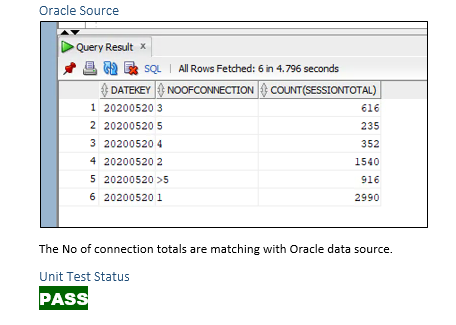 Oracle Source
Query Result x
SQL | All Rows Fetched: 6 in 4.796 seconds
DATEKEY NOOFCONNECTION COUNT(SESSIONTOTAL)
1 20200520 3 616
2 20200520 5 235
3 20200520 4 352
4 20200520 2 1540
5 20200520 >5 916
6 20200520 1 2990
The No of connection totals are matching with Oracle data source.
Unit Test Status
PASS